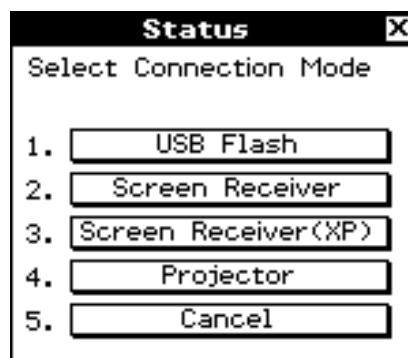 Status X
Select Connection Mode
1. USB Flash
2. Screen Receiver
3. Screen Receiver(XP)
4. Projector
5. Cancel